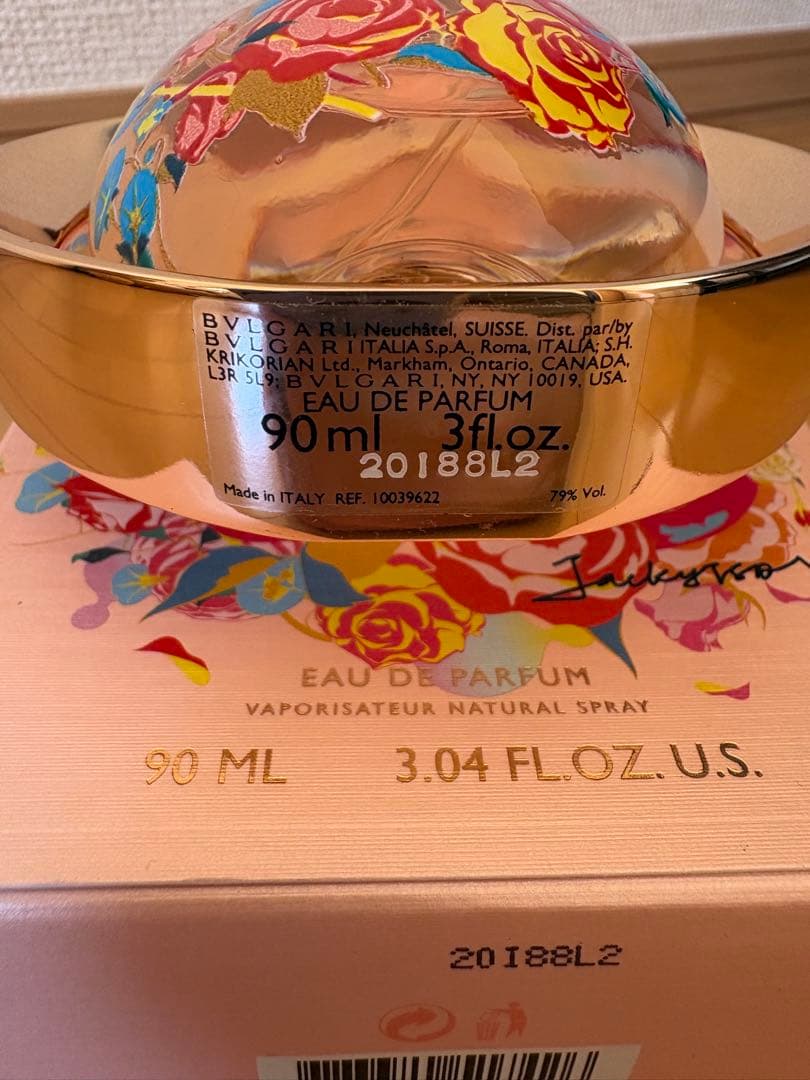 BVLGARI, Neuchâtel, SUISSE. Dist. par/by
BVLGARI ITALIA S.p.A., Roma, ITALIA; S.H.
KRIKORIAN Ltd., Markham, Ontario, CANADA,
L3R 5L9; BVLGARI, NY, NY 10019, USA.
EAU DE PARFUM
90ml 3fl.oz.
20188L2
Made in ITALY REF. 10039622 79% Vol.
EAU DE PARFUM
VAPORISATEUR NATURAL SPRAY
90 ML 3.04 FL.OZ. U.S.
20188L2